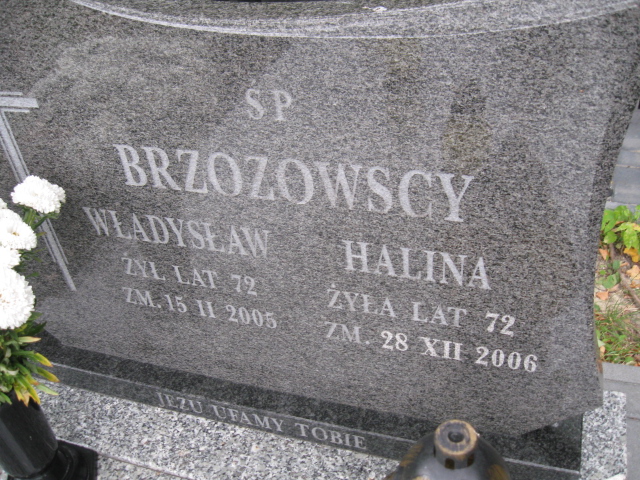 SP
BRZOZOWSCY
WŁADYSŁAW
ŻYŁ LAT 72
ZM. 15 II 2005
HALINA
ŻYŁA LAT 72
ZM. 28 XII 2006
JEZU UFAMY TOBIE